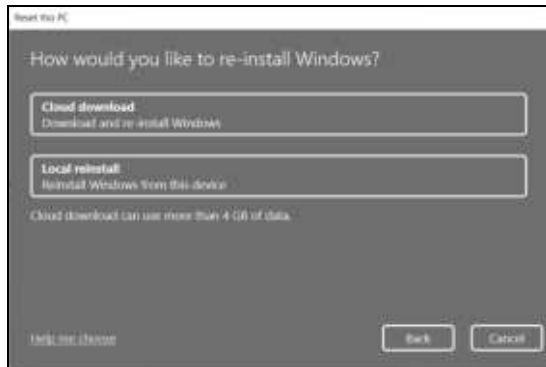 Reset this PC
How would you like to re-install Windows?
Cloud download
Download and re-install Windows
Local reinstall
Reinstall Windows from this device
Cloud download can use more than 4 GB of data.
Help me choose
Back
Cancel